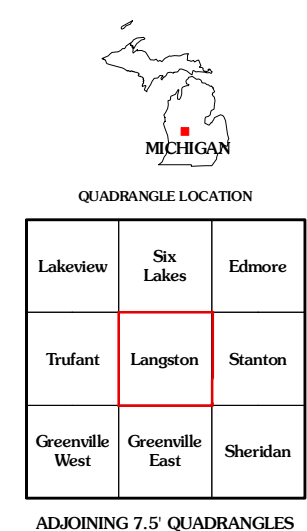 MICHIGAN
QUADRANGLE LOCATION
Lakeview
Six
Lakes
Edmore
Trufant
Langston
Stanton
Greenville
West
Greenville
East
Sheridan
ADJOINING 7.5' QUADRANGLES